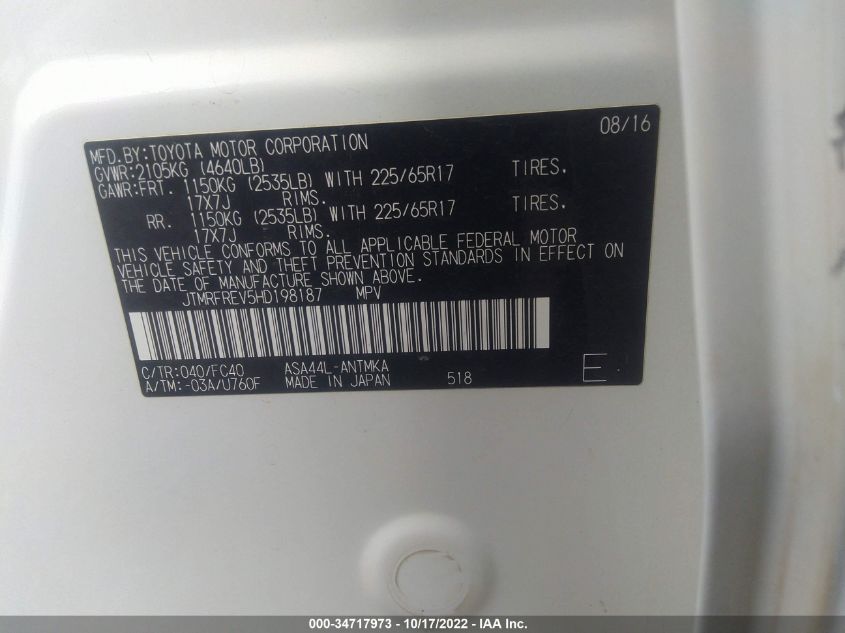 08/16
MFD.BY:TOYOTA MOTOR CORPORATION
GVWR:2105KG (4640LB)
GAWR:FRT. 1150KG (2535LB) WITH 225/65R17 TIRES.
17X7J RIMS.
RR. 1150KG (2535LB) WITH 225/65R17 TIRES.
17X7J RIMS.
THIS VEHICLE CONFORMS TO ALL APPLICABLE FEDERAL MOTOR
VEHICLE SAFETY AND THEFT PREVENTION STANDARDS IN EFFECT ON
THE DATE OF MANUFACTURE SHOWN ABOVE.
JTMRFREV5HD198187 MPV
C/TR:040/FC40 ASA44L-ANTMKA
A/TM:-03A/U760F MADE IN JAPAN 518 E
000-34717973 - 10/17/2022 - IAA Inc.